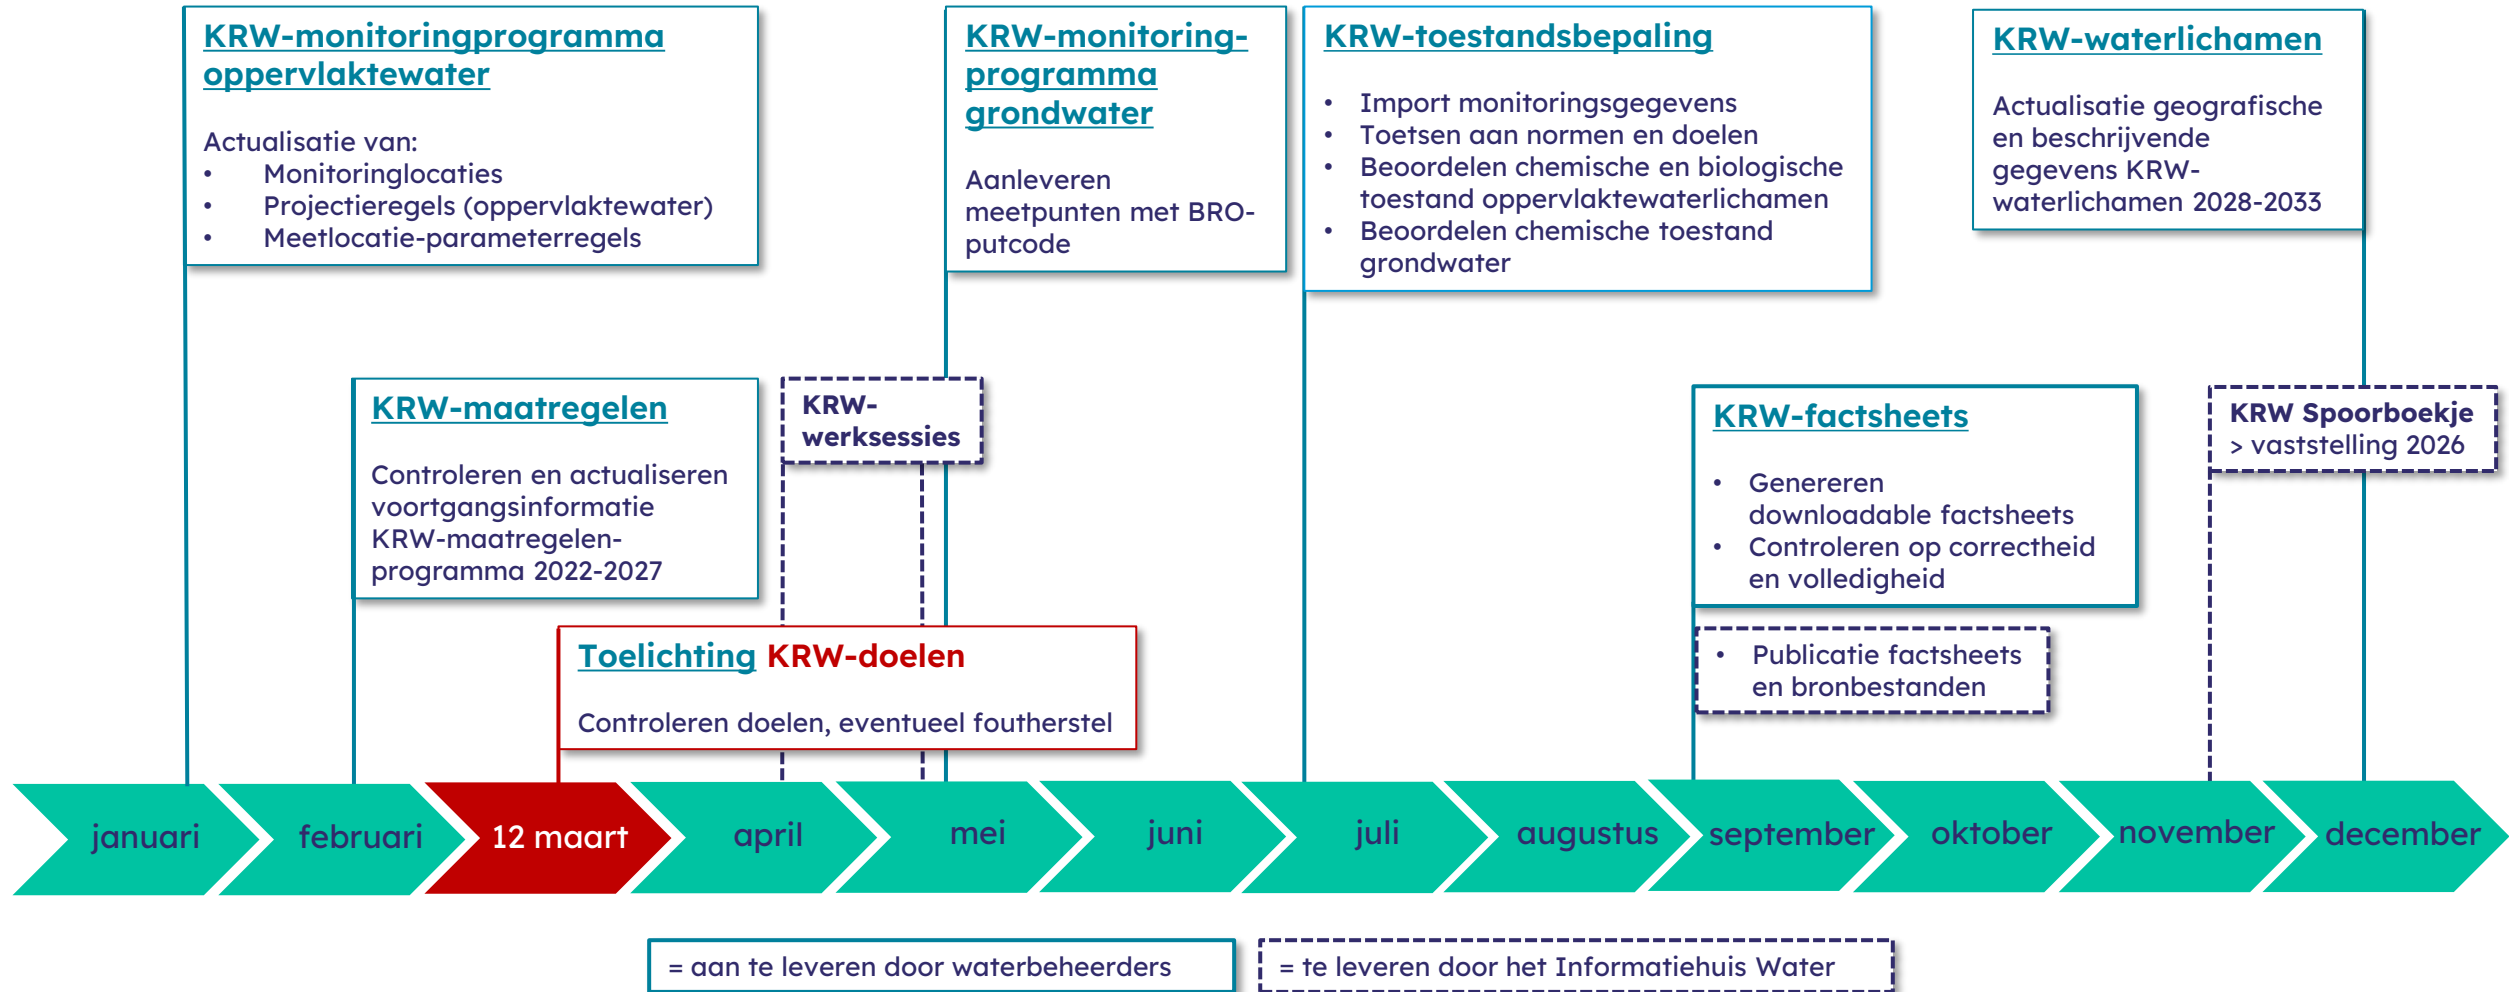 KRW-monitoringprogramma
oppervlaktewater
Actualisatie van:
• Monitoringlocaties
• Projectieregels (oppervlaktewater)
• Meetlocatie-parameterregels
KRW-monitoring-
programma
grondwater
Aanleveren
meetpunten met BRO-
putcode
KRW-toestandsbepaling
• Import monitoringsgegevens
• Toetsen aan normen en doelen
• Beoordelen chemische en biologische
toestand oppervlaktewaterlichamen
• Beoordelen chemische toestand
grondwater
KRW-waterlichamen
Actualisatie geografische
en beschrijvende
gegevens KRW-
waterlichamen 2028-2033
KRW-maatregelen
Controleren en actualiseren
voortgangsinformatie
KRW-maatregelen-
programma 2022-2027
KRW-
werksessies
KRW-factsheets
• Genereren
downloadable factsheets
• Controleren op correctheid
en volledigheid
KRW Spoorboekje
> vaststelling 2026
Toelichting KRW-doelen
Controleren doelen, eventueel foutherstel
• Publicatie factsheets
en bronbestanden
januari
februari
12 maart
april
mei
juni
juli
augustus
september
oktober
november
december
= aan te leveren door waterbeheerders
= te leveren door het Informatiehuis Water